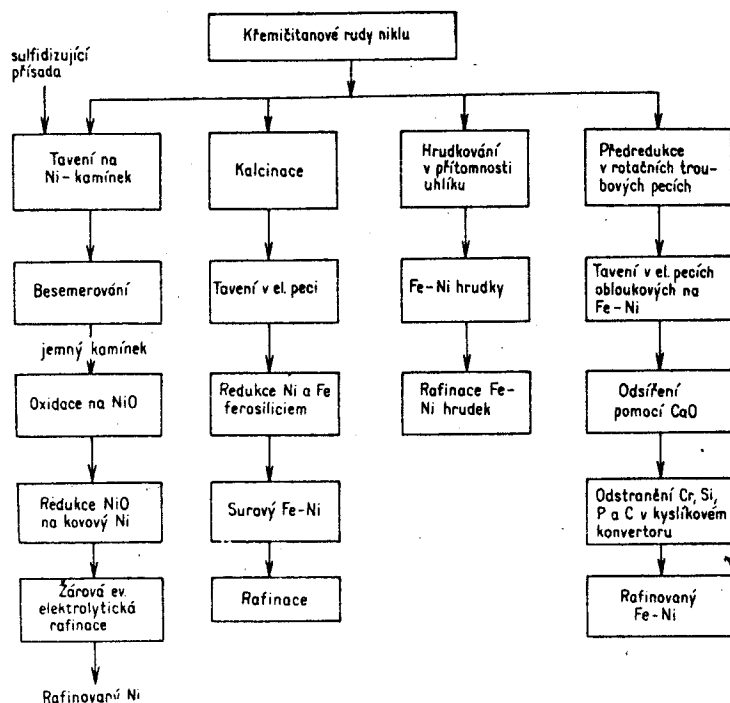 Křemičitanové rudy niklu
sulfidizující
přísada
Tavení na
Ni-kamínek
Besemerování
jemný kamínek
Oxidace na NiO
Redukce NiO
na kovový Ni
Žárová ev.
elektrolytická
rafinace
Rafinovaný Ni
Kalcinace
Tavení v el. peci
Redukce Ni a Fe
ferosiliciem
Surový Fe-Ni
Rafinace
Hrudkování
v přítomnosti
uhlíku
Fe-Ni hrudky
Rafinace Fe-
Ni hrudek
Předredukce
v rotačních trou-
bových pecích
Tavení v el. pecích
obloukových na
Fe-Ni
Odsíření
pomocí CaO
Odstranění Cr, Si,
P a C v kyslíkovém
konvertoru
Rafinovaný
Fe-Ni